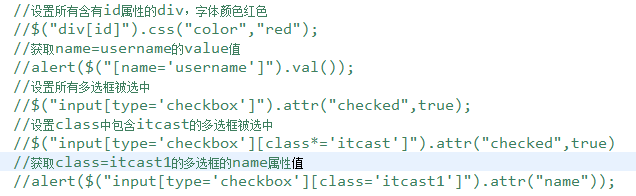 //设置所有含有id属性的div，字体颜色红色
//$("div[id]").css("color","red");
//获取name=username的value值
//alert($("[name='username']").val());
//设置所有多选框被选中
//$("input[type='checkbox']").attr("checked",true);
//设置class中包含itcast的多选框被选中
//$("input[type='checkbox'][class*='itcast']").attr("checked",true)
//获取class=itcast1的多选框的name属性值
//alert($("input[type='checkbox'][class='itcast1']").attr("name"));